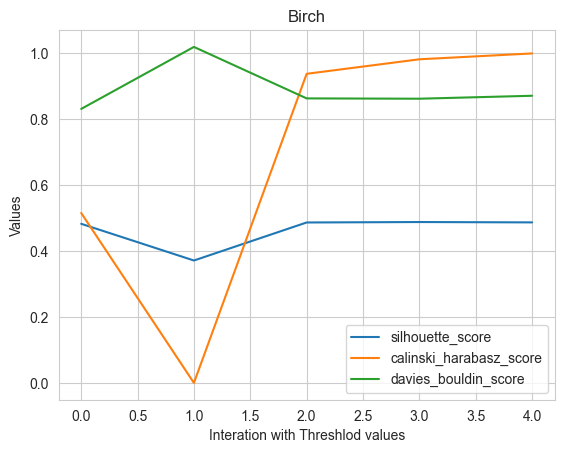 Birch
1.0
0.8
0.6
0.4
0.2
0.0
Values
0.0 0.5 1.0 1.5 2.0 2.5 3.0 3.5 4.0
Interation with Threshlod values
silhouette_score
calinski_harabasz_score
davies_bouldin_score